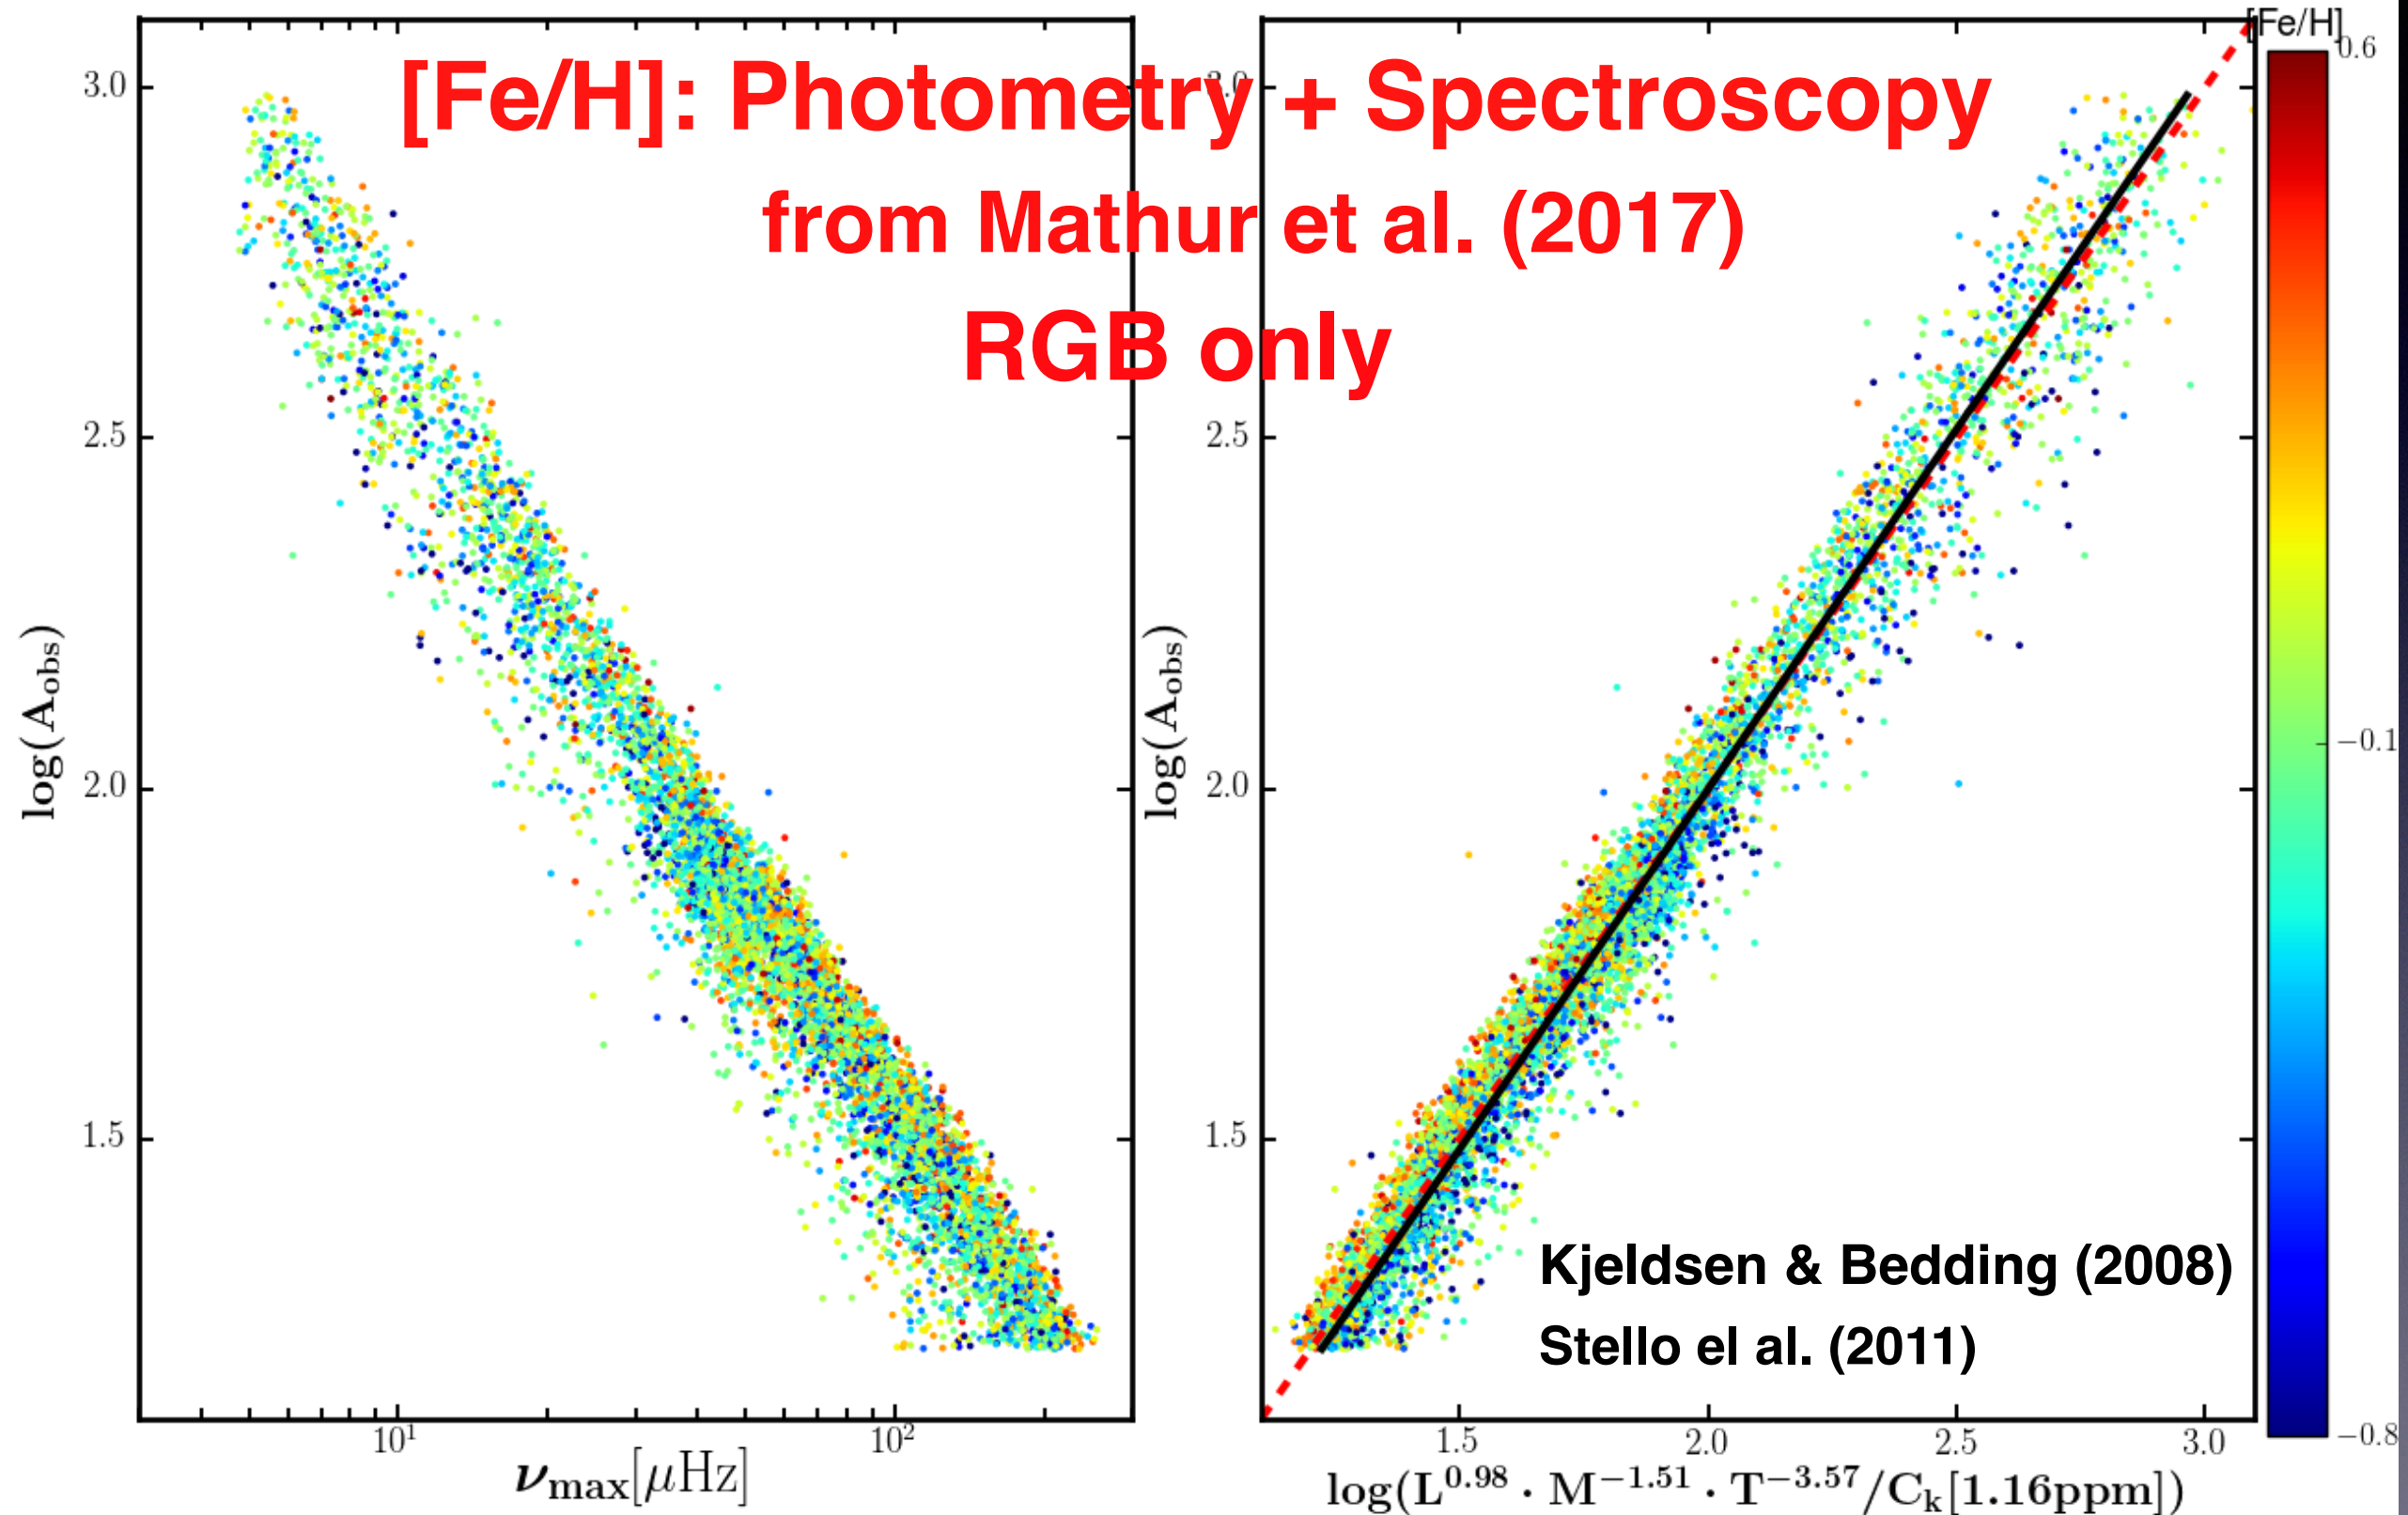 [Fe/H]: Photometry + Spectroscopy
from Mathur et al. (2017)
RGB only
3.0
2.5
2.0
1.5
log(A_obs)
10^1
10^2
ν_max[μHz]
3.0
2.5
2.0
1.5
log(A_obs)
Kjeldsen & Bedding (2008)
Stello el al. (2011)
1.5
2.0
2.5
3.0
log(L^0.98 · M^−1.51 · T^−3.57/C_k[1.16ppm])
[Fe/H]
0.6
−0.1
−0.8